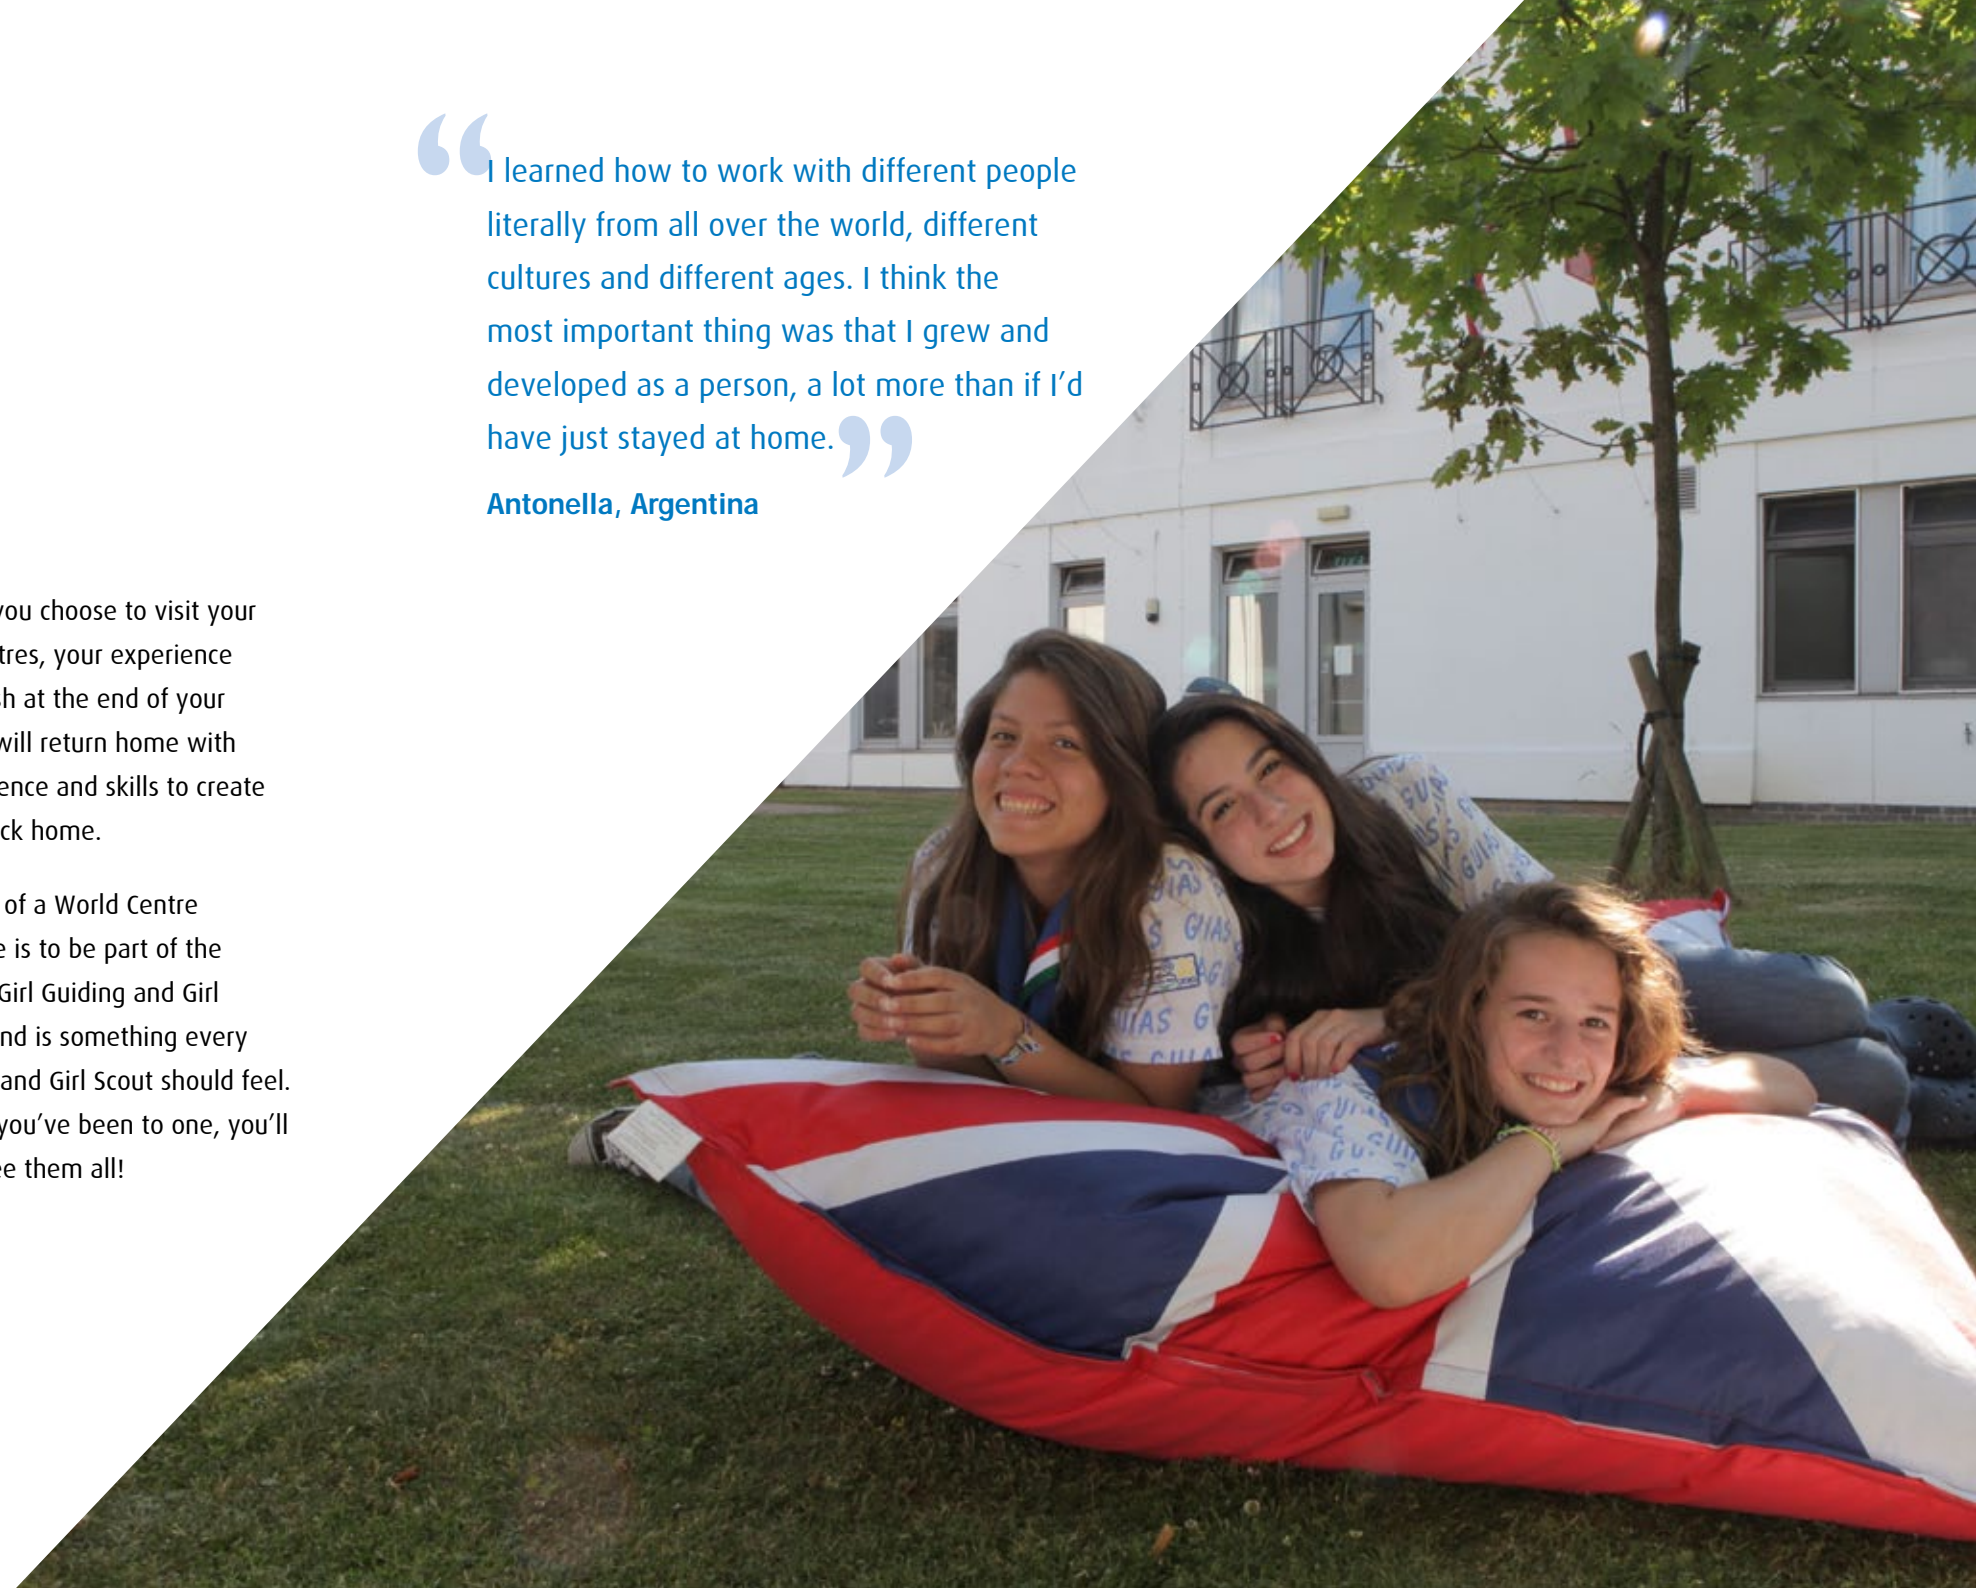 I learned how to work with different people
literally from all over the world, different
cultures and different ages. I think the
most important thing was that I grew and
developed as a person, a lot more than if I’d
have just stayed at home.
Antonella, Argentina
you choose to visit your
tres, your experience
sh at the end of your
will return home with
ence and skills to create
ck home.
of a World Centre
e is to be part of the
Girl Guiding and Girl
nd is something every
and Girl Scout should feel.
you’ve been to one, you’ll
ee them all!
GUIAS
GUIAS
GUIAS